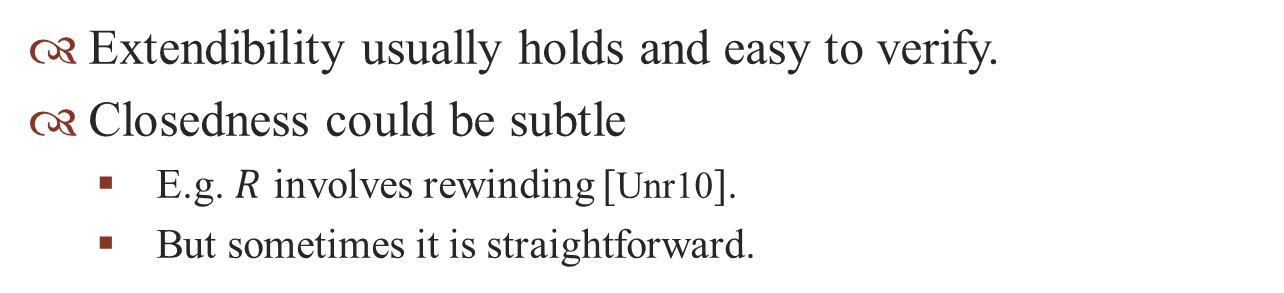 Extendibility usually holds and easy to verify.
Closedness could be subtle
E.g. R involves rewinding [Unr10].
But sometimes it is straightforward.